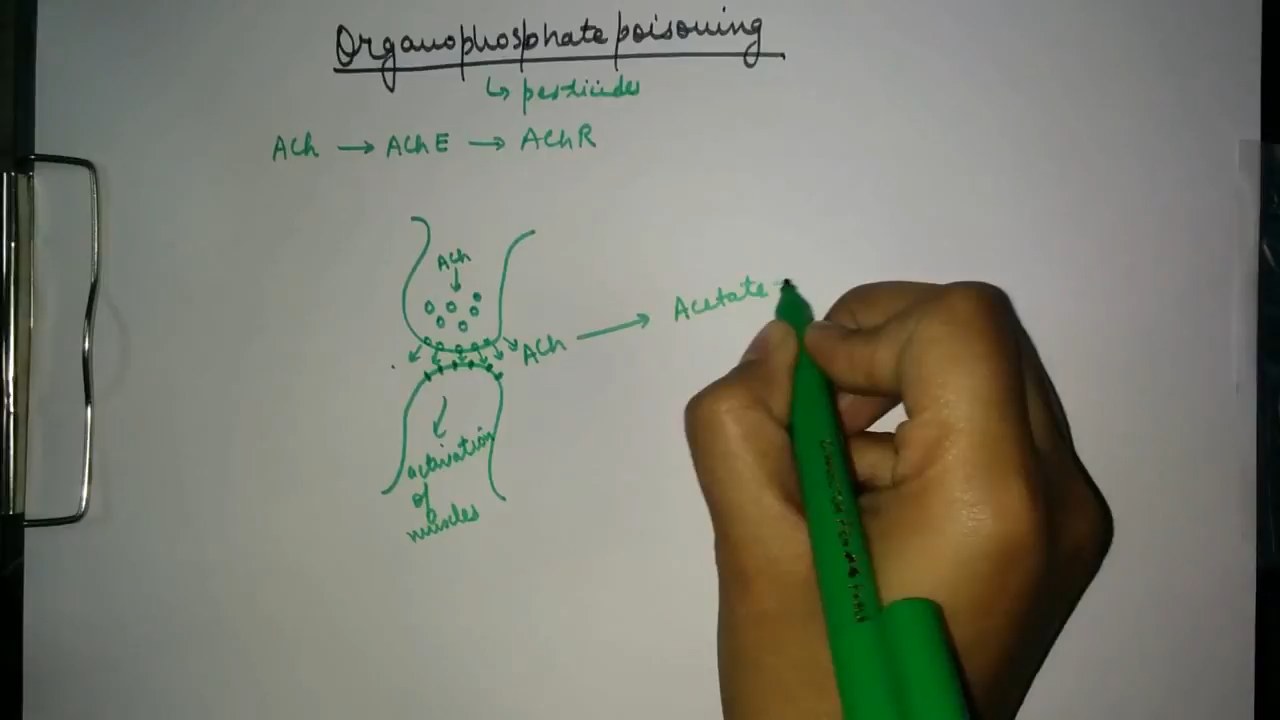 Organophosphate poisoning
↳ pesticides
ACh → AChE → AChR
ACh
ACh → Acetate
activation
of
muscles